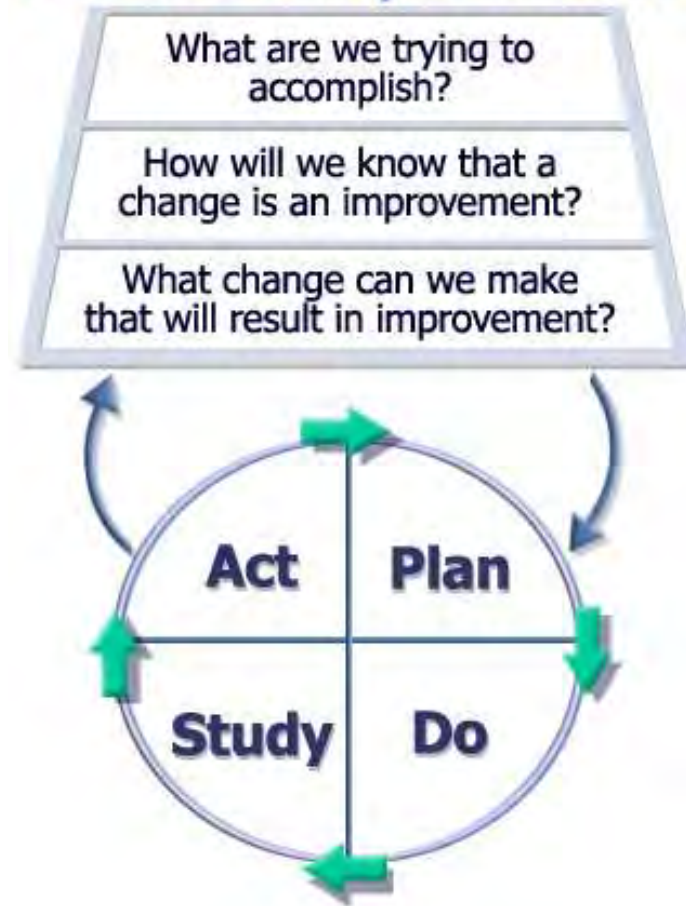 What are we trying to
accomplish?
How will we know that a
change is an improvement?
What change can we make
that will result in improvement?
Act
Plan
Study
Do